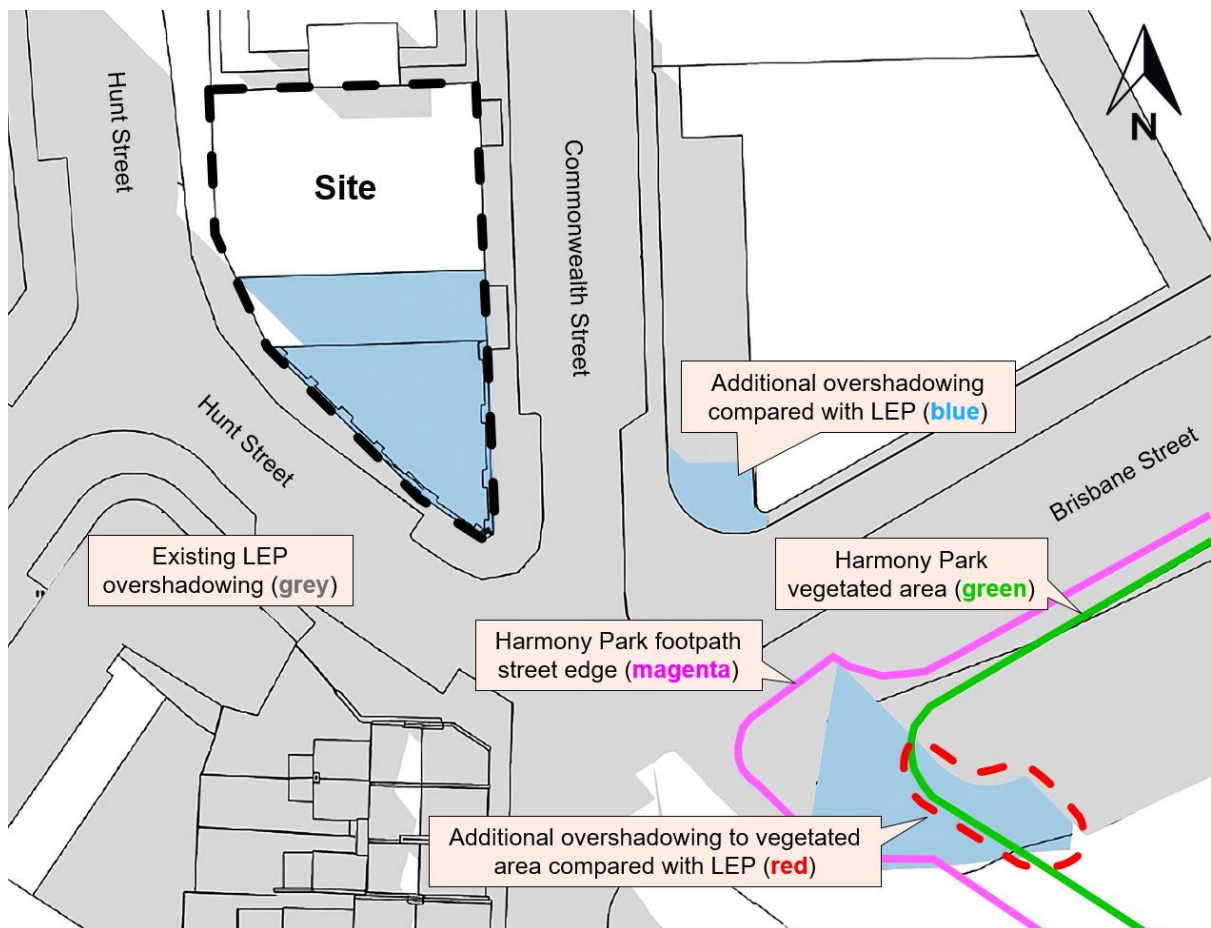 Hunt Street
N
Site
Commonwealth Street
Additional overshadowing
compared with LEP (blue)
Hunt Street
Brisbane Street
Existing LEP
overshadowing (grey)
Harmony Park
vegetated area (green)
Harmony Park footpath
street edge (magenta)
Additional overshadowing to vegetated
area compared with LEP (red)